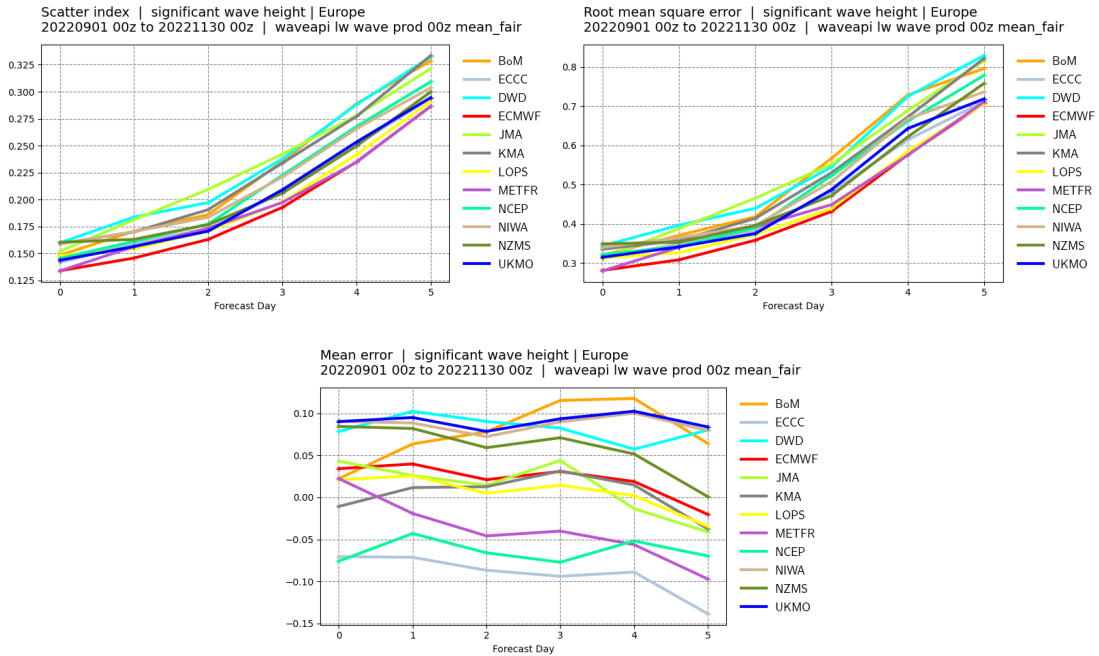 Scatter index | significant wave height | Europe
20220901 00z to 20221130 00z | waveapi lw wave prod 00z mean_fair
0.325
0.300
0.275
0.250
0.225
0.200
0.175
0.150
0.125
0 1 2 3 4 5
Forecast Day
BoM
ECCC
DWD
ECMWF
JMA
KMA
LOPS
METFR
NCEP
NIWA
NZMS
UKMO
Root mean square error | significant wave height | Europe
20220901 00z to 20221130 00z | waveapi lw wave prod 00z mean_fair
0.8
0.7
0.6
0.5
0.4
0.3
0 1 2 3 4 5
Forecast Day
BoM
ECCC
DWD
ECMWF
JMA
KMA
LOPS
METFR
NCEP
NIWA
NZMS
UKMO
Mean error | significant wave height | Europe
20220901 00z to 20221130 00z | waveapi lw wave prod 00z mean_fair
0.10
0.05
0.00
−0.05
−0.10
−0.15
0 1 2 3 4 5
Forecast Day
BoM
ECCC
DWD
ECMWF
JMA
KMA
LOPS
METFR
NCEP
NIWA
NZMS
UKMO